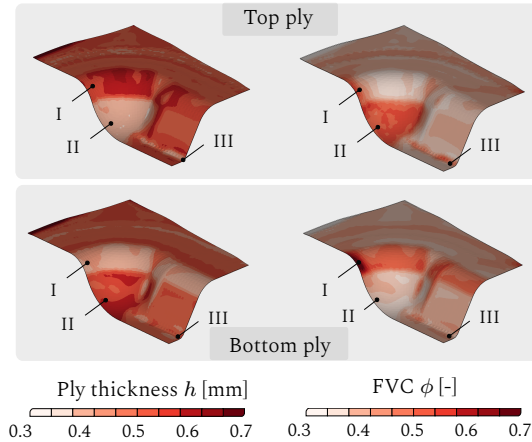 Top ply
I
II
III
I
II
III
I
II
III
Bottom ply
I
II
III
Ply thickness h [mm]
0.3 0.4 0.5 0.6 0.7
FVC ϕ [-]
0.3 0.4 0.5 0.6 0.7